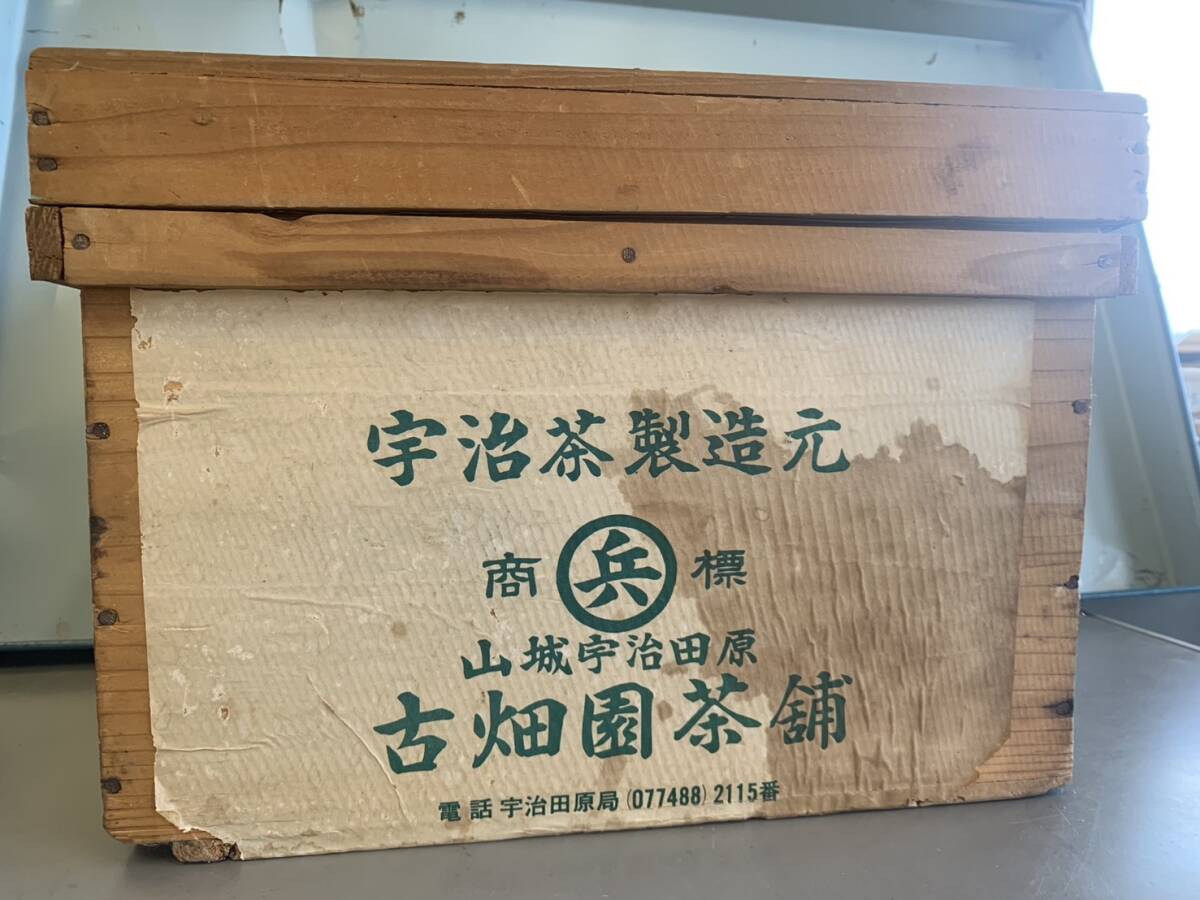 宇治茶製造元
商 兵 標
山城宇治田原
古畑園茶舖
電話 宇治田原局 (077488) 2115番